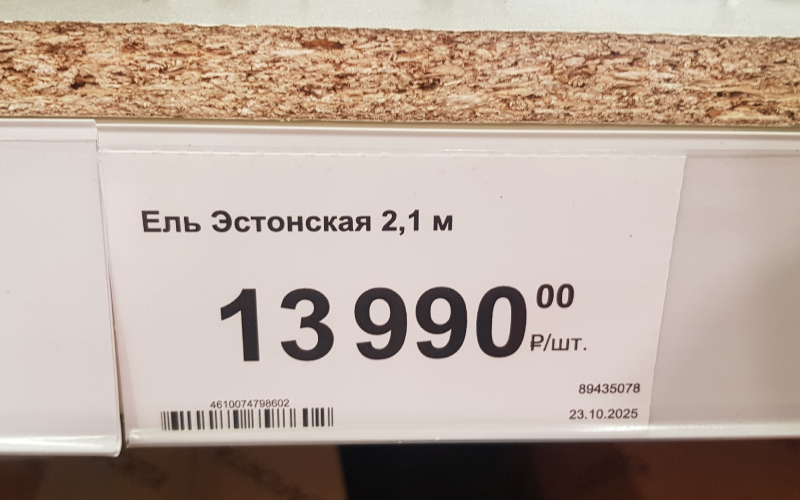 Ель Эстонская 2,1 м
13 990 00
₽/шт.
89435078
4610074798602
23.10.2025